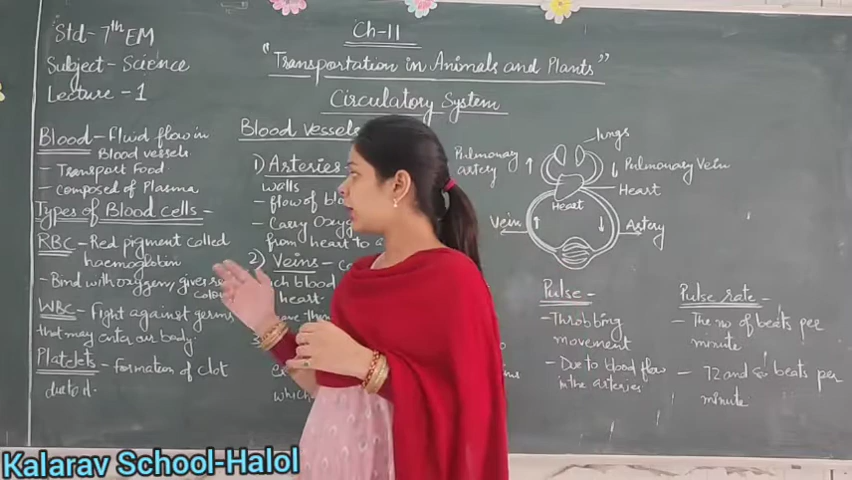 Std - 7th EM
Subject - Science
Lecture - 1
Ch-11
"Transportation in Animals and Plants"
Circulatory System
Blood - Fluid flow in
Blood vessels
- Transport Food.
- composed of Plasma
Types of Blood cells -
RBC - Red pigment called
haemoglobin
- Bind with oxygen, gives
colou
WBC - Fight against germs
that may enter our body.
Platelets - formation of clot
due to it.
Blood vessels
1) Arteries -
walls
- flow of
- Carry Oxy
from heart to
2) Veins -
blood
heart
which
lungs
Pulmonary
artery
Pulmonary Vein
Heart
Heart
Vein
Artery
Pulse -
- Throbbing
movement
- Due to blood flow
in the arteries
Pulse rate -
- The no of beats per
minute
- 72 and 80 beats per
minute
Kalarav School-Halol